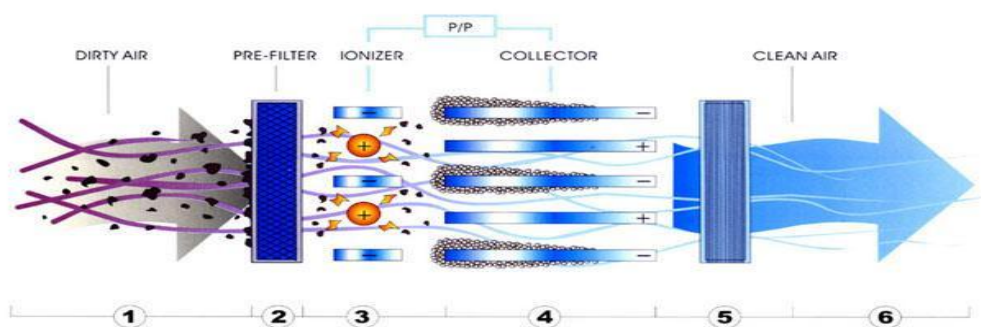 P/P
DIRTY AIR PRE-FILTER IONIZER COLLECTOR CLEAN AIR
− −
+ +
− −
+ +
− −
1 2 3 4 5 6